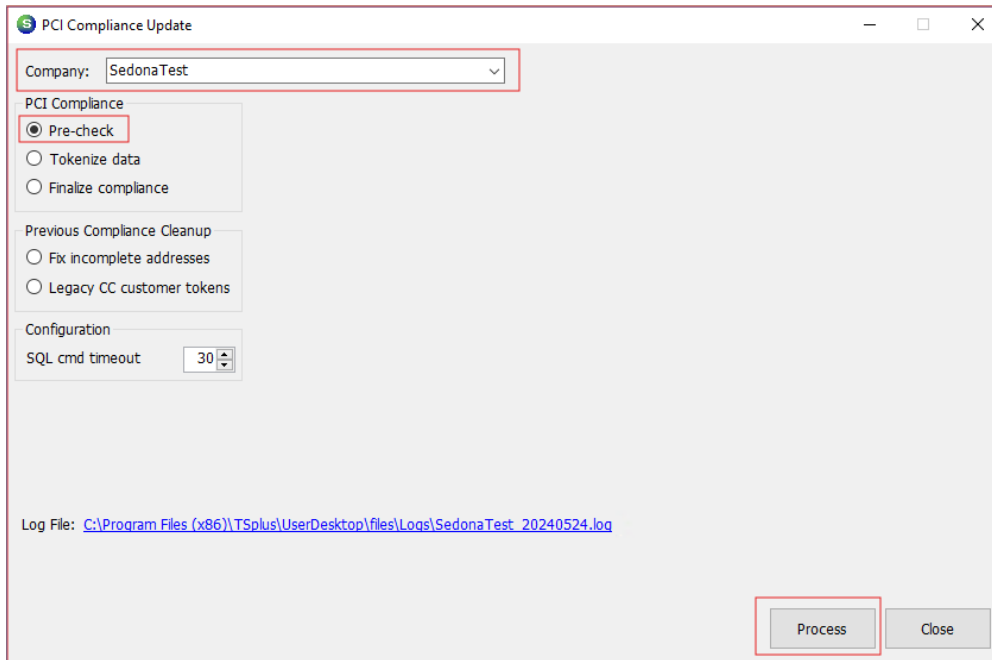 PCI Compliance Update
Company: SedonaTest
PCI Compliance
Pre-check
Tokenize data
Finalize compliance
Previous Compliance Cleanup
Fix incomplete addresses
Legacy CC customer tokens
Configuration
SQL cmd timeout 30
Log File: C:\Program Files (x86)\TSplus\UserDesktop\files\Logs\SedonaTest_20240524.log
Process Close